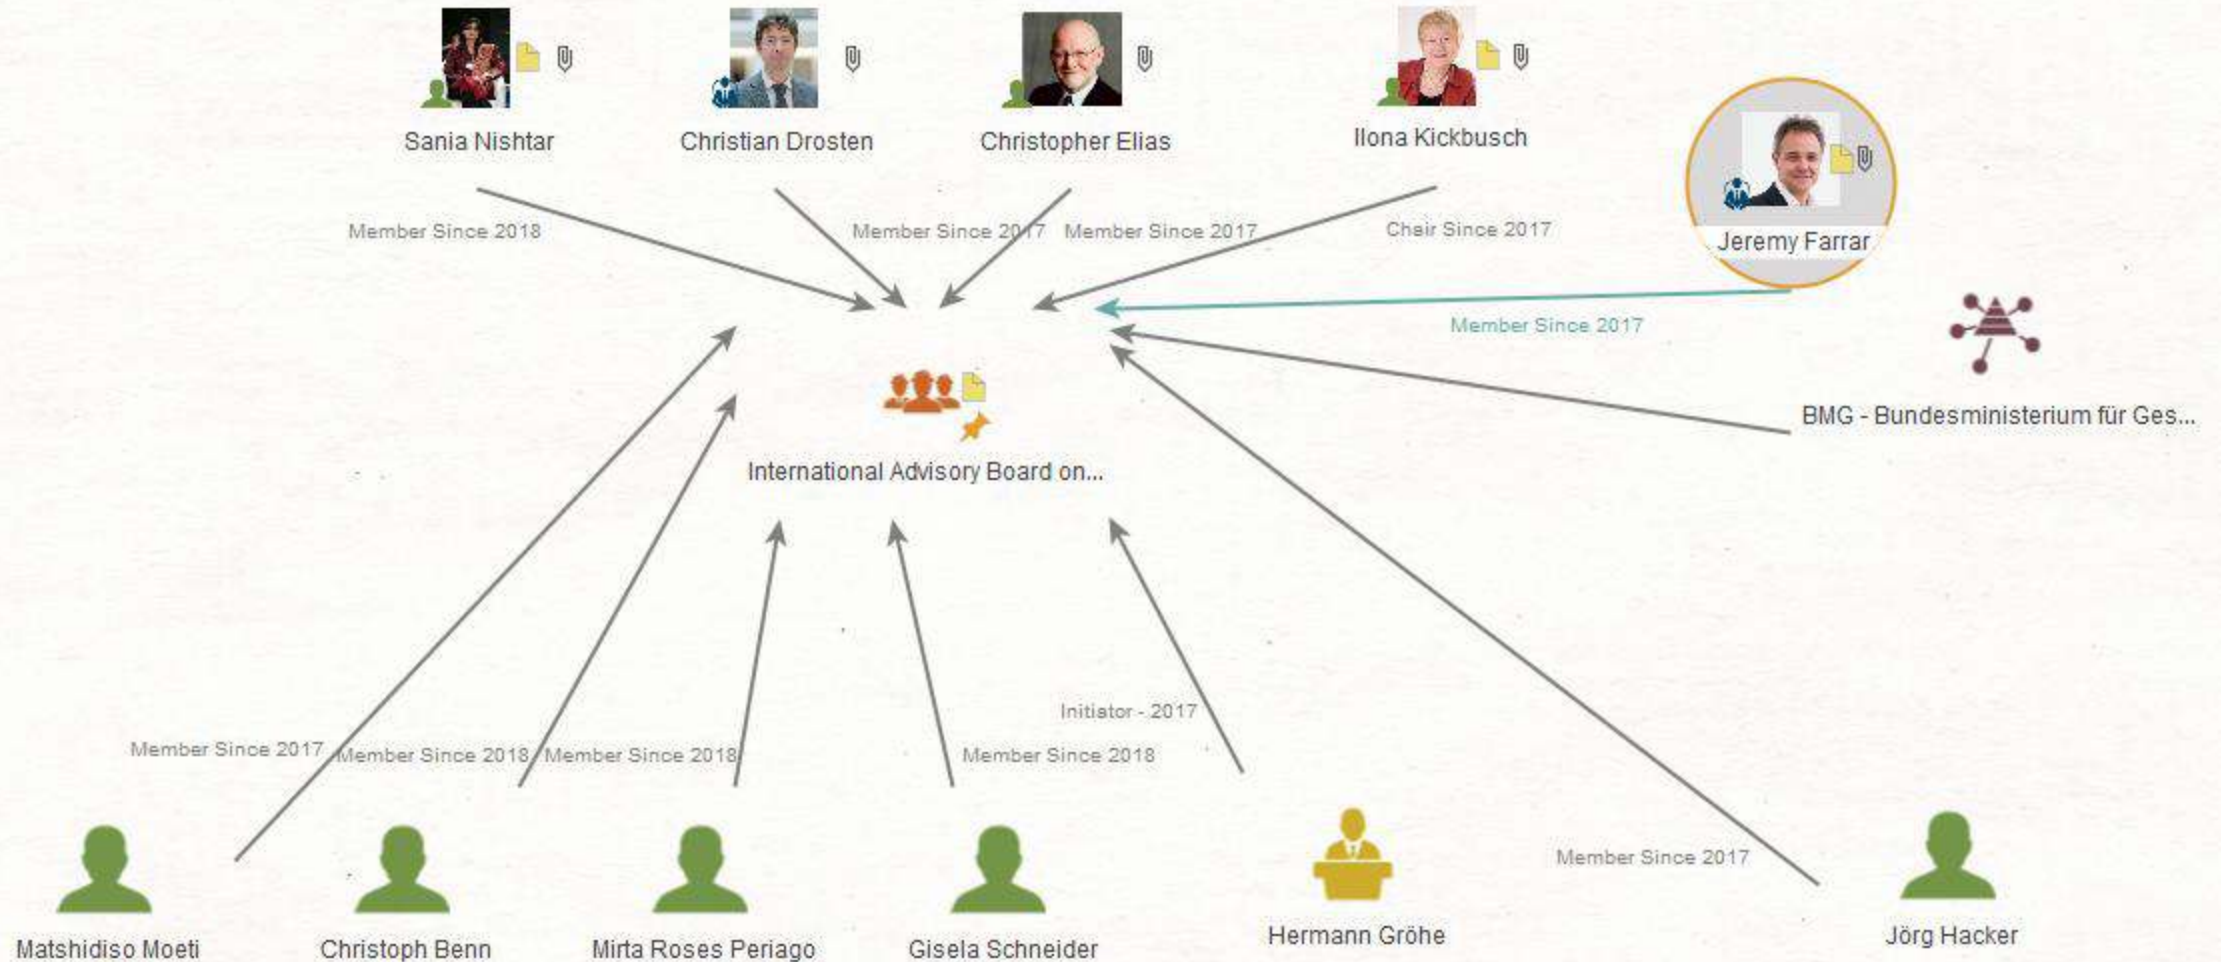 Sania Nishtar
Christian Drosten
Christopher Elias
Ilona Kickbusch
Jeremy Farrar
Member Since 2018
Member Since 2017
Member Since 2017
Chair Since 2017
Member Since 2017
BMG - Bundesministerium für Ges...
International Advisory Board on...
Initiator - 2017
Member Since 2017
Member Since 2018
Member Since 2018
Member Since 2018
Member Since 2017
Matshidiso Moeti
Christoph Benn
Mirta Roses Periago
Gisela Schneider
Hermann Gröhe
Jörg Hacker